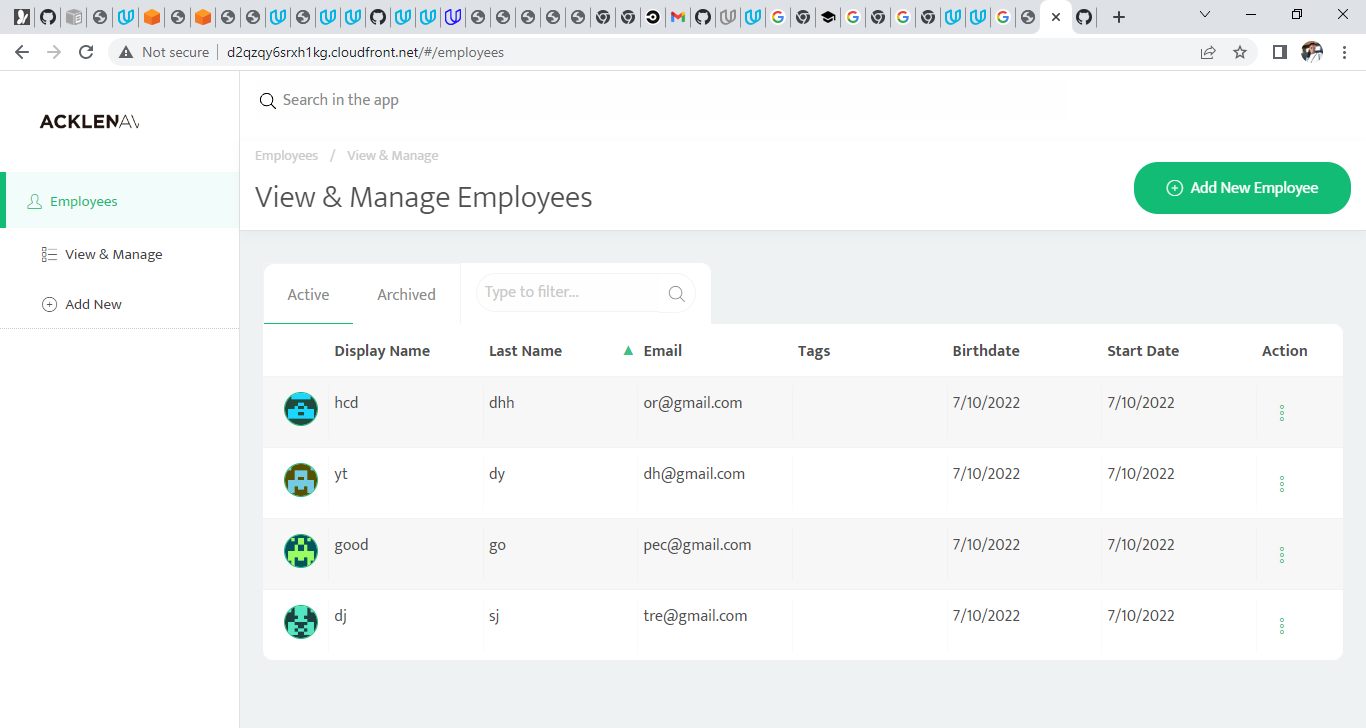 Not secure d2qzqy6srxh1kg.cloudfront.net/#/employees
ACKLENAV
Search in the app
Employees / View & Manage
View & Manage Employees
Add New Employee
Employees
View & Manage
Add New
Active Archived Type to filter...
Display Name Last Name Email Tags Birthdate Start Date Action
hcd dhh or@gmail.com 7/10/2022 7/10/2022
yt dy dh@gmail.com 7/10/2022 7/10/2022
good go pec@gmail.com 7/10/2022 7/10/2022
dj sj tre@gmail.com 7/10/2022 7/10/2022